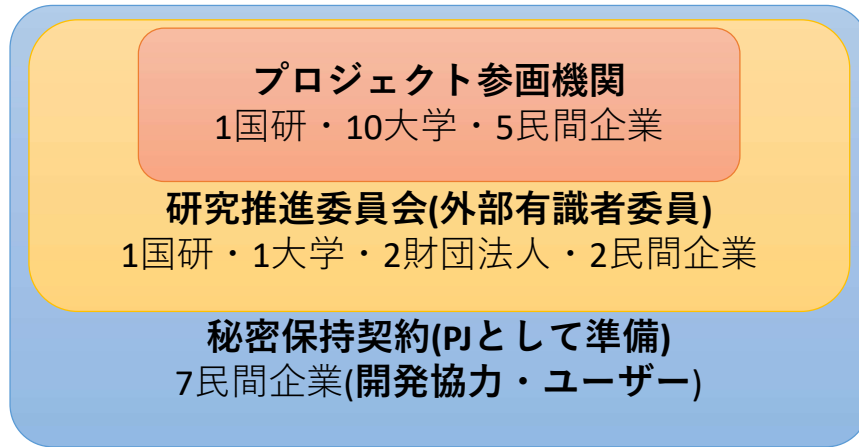 プロジェクト参画機関
1国研・10大学・5民間企業
研究推進委員会(外部有識者委員)
1国研・1大学・2財団法人・2民間企業
秘密保持契約(PJとして準備)
7民間企業(開発協力・ユーザー)